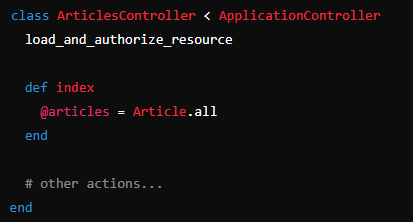 class ArticlesController < ApplicationController
  load_and_authorize_resource

  def index
    @articles = Article.all
  end

  # other actions...
end